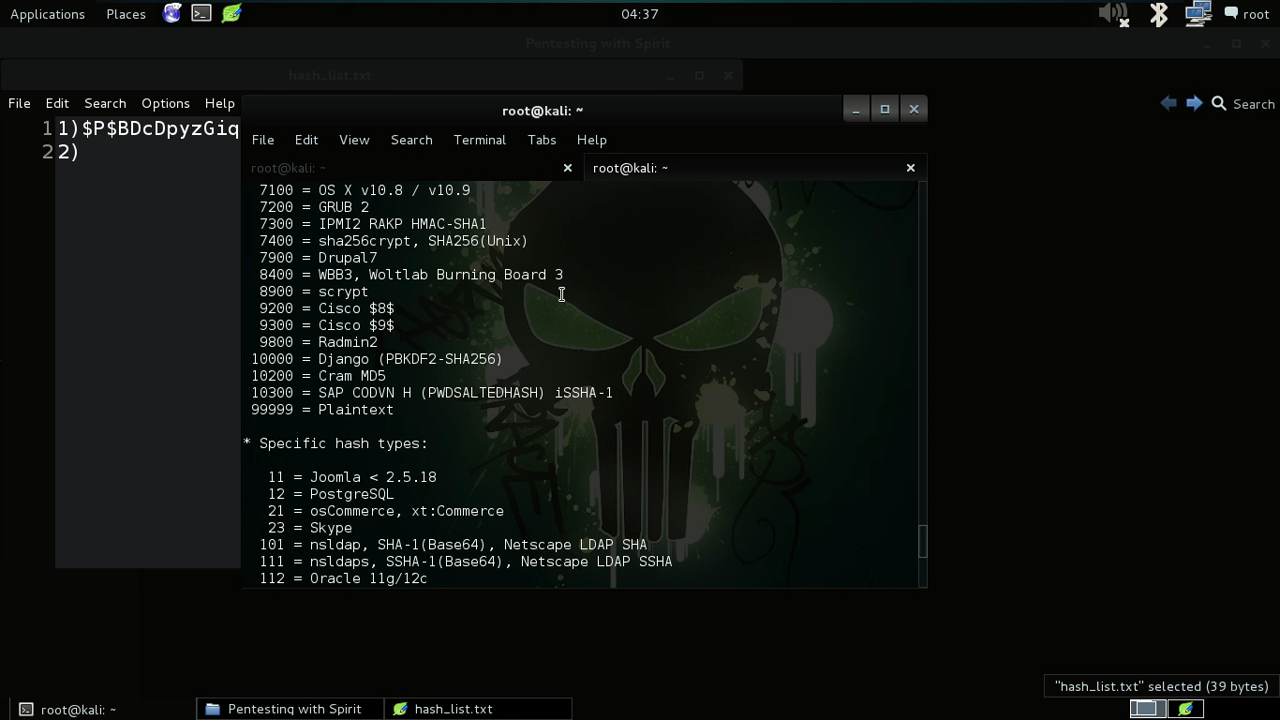 Applications Places 04:37 root
Pentesting with Spirit
hash_list.txt
File Edit Search Options Help
Search
1 1)$P$BDcDpyzGiq
2 2)
root@kali: ~
File Edit View Search Terminal Tabs Help
root@kali: ~ root@kali: ~
7100 = OS X v10.8 / v10.9
7200 = GRUB 2
7300 = IPMI2 RAKP HMAC-SHA1
7400 = sha256crypt, SHA256(Unix)
7900 = Drupal7
8400 = WBB3, Woltlab Burning Board 3
8900 = scrypt
9200 = Cisco $8$
9300 = Cisco $9$
9800 = Radmin2
10000 = Django (PBKDF2-SHA256)
10200 = Cram MD5
10300 = SAP CODVN H (PWDSALTEDHASH) iSSHA-1
99999 = Plaintext
* Specific hash types:
11 = Joomla < 2.5.18
12 = PostgreSQL
21 = osCommerce, xt:Commerce
23 = Skype
101 = nsldap, SHA-1(Base64), Netscape LDAP SHA
111 = nsldaps, SSHA-1(Base64), Netscape LDAP SSHA
112 = Oracle 11g/12c
"hash_list.txt" selected (39 bytes)
root@kali: ~ Pentesting with Spirit hash_list.txt